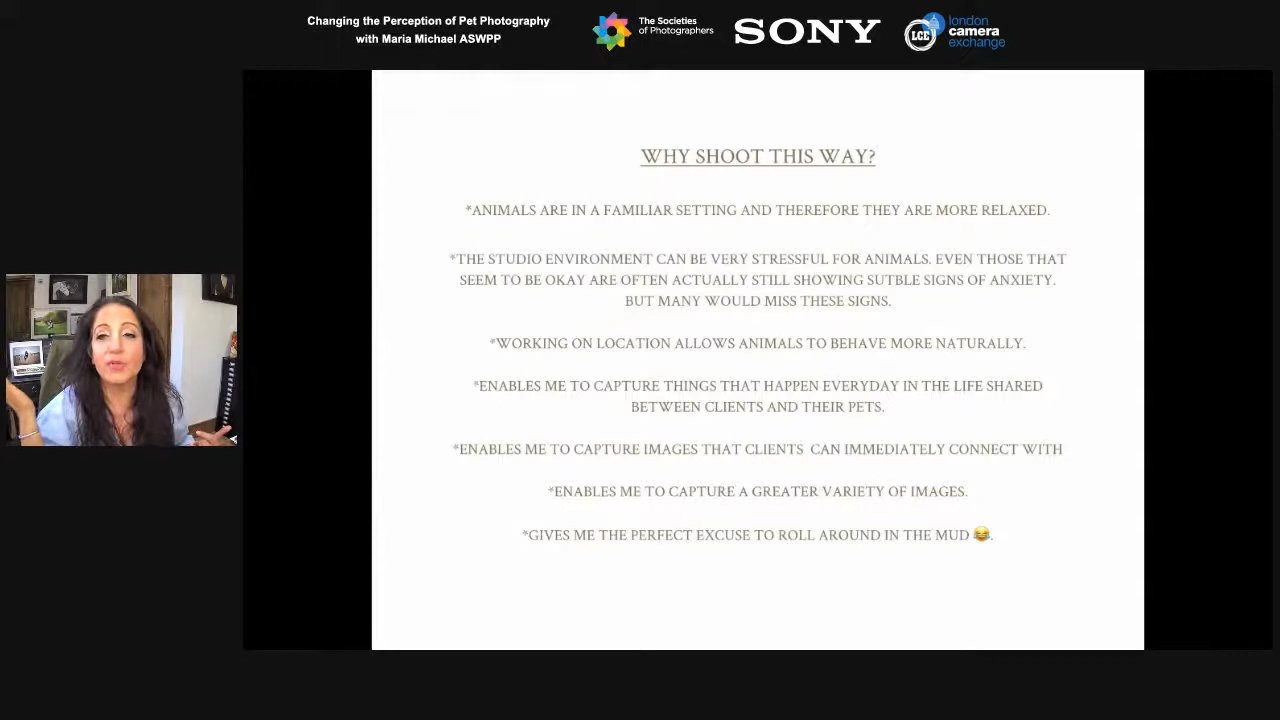 Changing the Perception of Pet Photography
with Maria Michael ASWPP
The Societies
of Photographers
SONY
LCE
london
camera
exchange
WHY SHOOT THIS WAY?
*ANIMALS ARE IN A FAMILIAR SETTING AND THEREFORE THEY ARE MORE RELAXED.
*THE STUDIO ENVIRONMENT CAN BE VERY STRESSFUL FOR ANIMALS. EVEN THOSE THAT
SEEM TO BE OKAY ARE OFTEN ACTUALLY STILL SHOWING SUTBLE SIGNS OF ANXIETY.
BUT MANY WOULD MISS THESE SIGNS.
*WORKING ON LOCATION ALLOWS ANIMALS TO BEHAVE MORE NATURALLY.
*ENABLES ME TO CAPTURE THINGS THAT HAPPEN EVERYDAY IN THE LIFE SHARED
BETWEEN CLIENTS AND THEIR PETS.
*ENABLES ME TO CAPTURE IMAGES THAT CLIENTS CAN IMMEDIATELY CONNECT WITH
*ENABLES ME TO CAPTURE A GREATER VARIETY OF IMAGES.
*GIVES ME THE PERFECT EXCUSE TO ROLL AROUND IN THE MUD 😂.